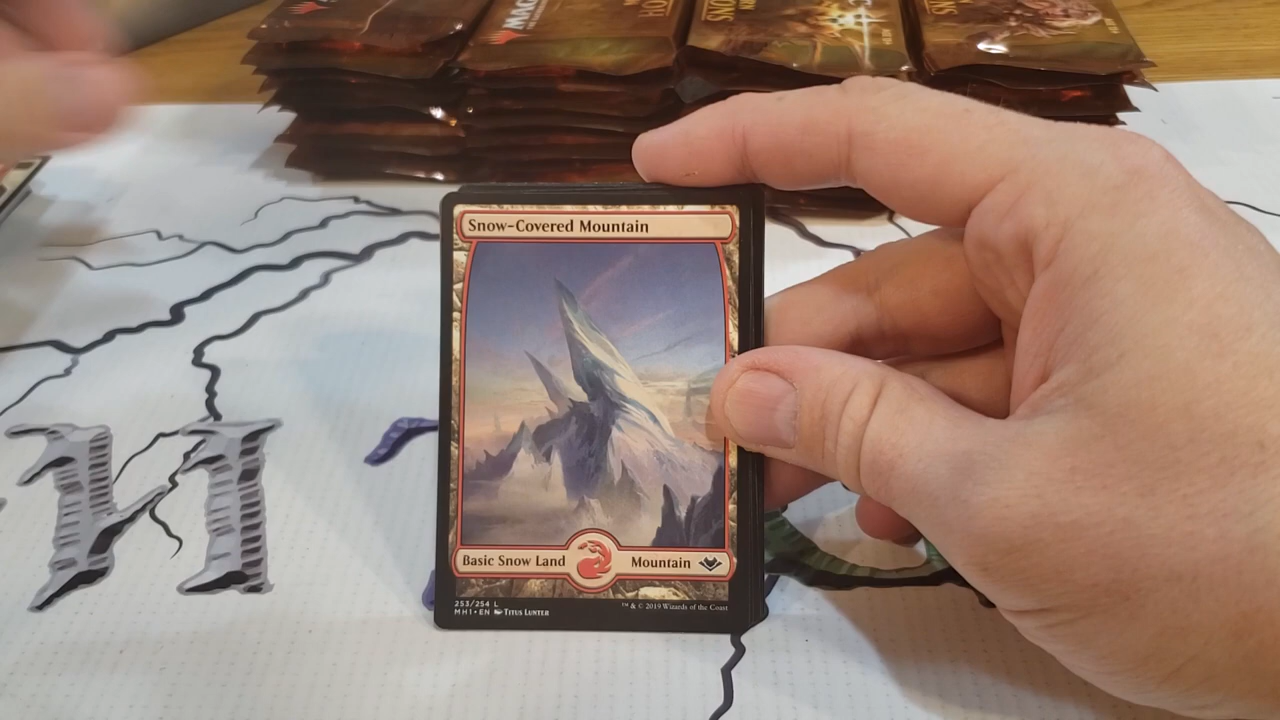 MAGIC
Snow-Covered Mountain
Basic Snow Land
Mountain
253/254 L
MH1 • EN Titus Lunter
™ & © 2019 Wizards of the Coast